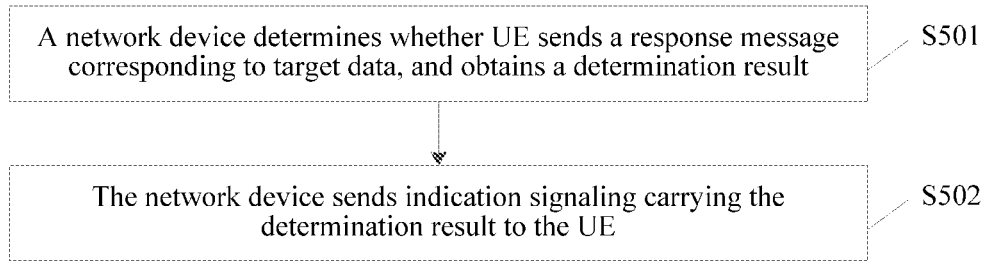 A network device determines whether UE sends a response message
corresponding to target data, and obtains a determination result
S501
The network device sends indication signaling carrying the
determination result to the UE
S502